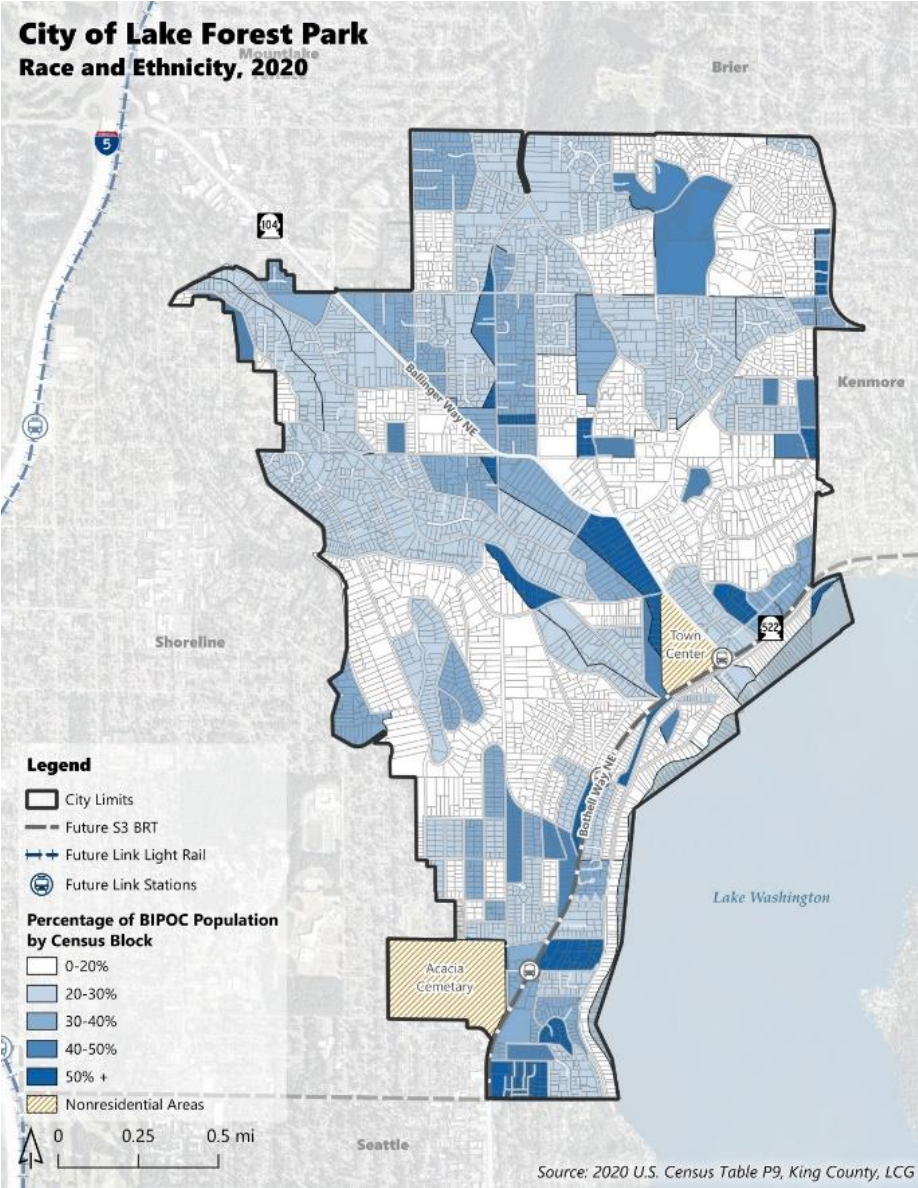 City of Lake Forest Park
Race and Ethnicity, 2020
Mountlake
Terrace
Brier
5
104
Ballinger Way NE
Kenmore
Shoreline
Town
Center
522
Bothell Way NE
Lake Washington
Acacia
Cemetary
Seattle
Legend
City Limits
Future S3 BRT
Future Link Light Rail
Future Link Stations
Percentage of BIPOC Population
by Census Block
0-20%
20-30%
30-40%
40-50%
50% +
Nonresidential Areas
0 0.25 0.5 mi
Source: 2020 U.S. Census Table P9, King County, LCG